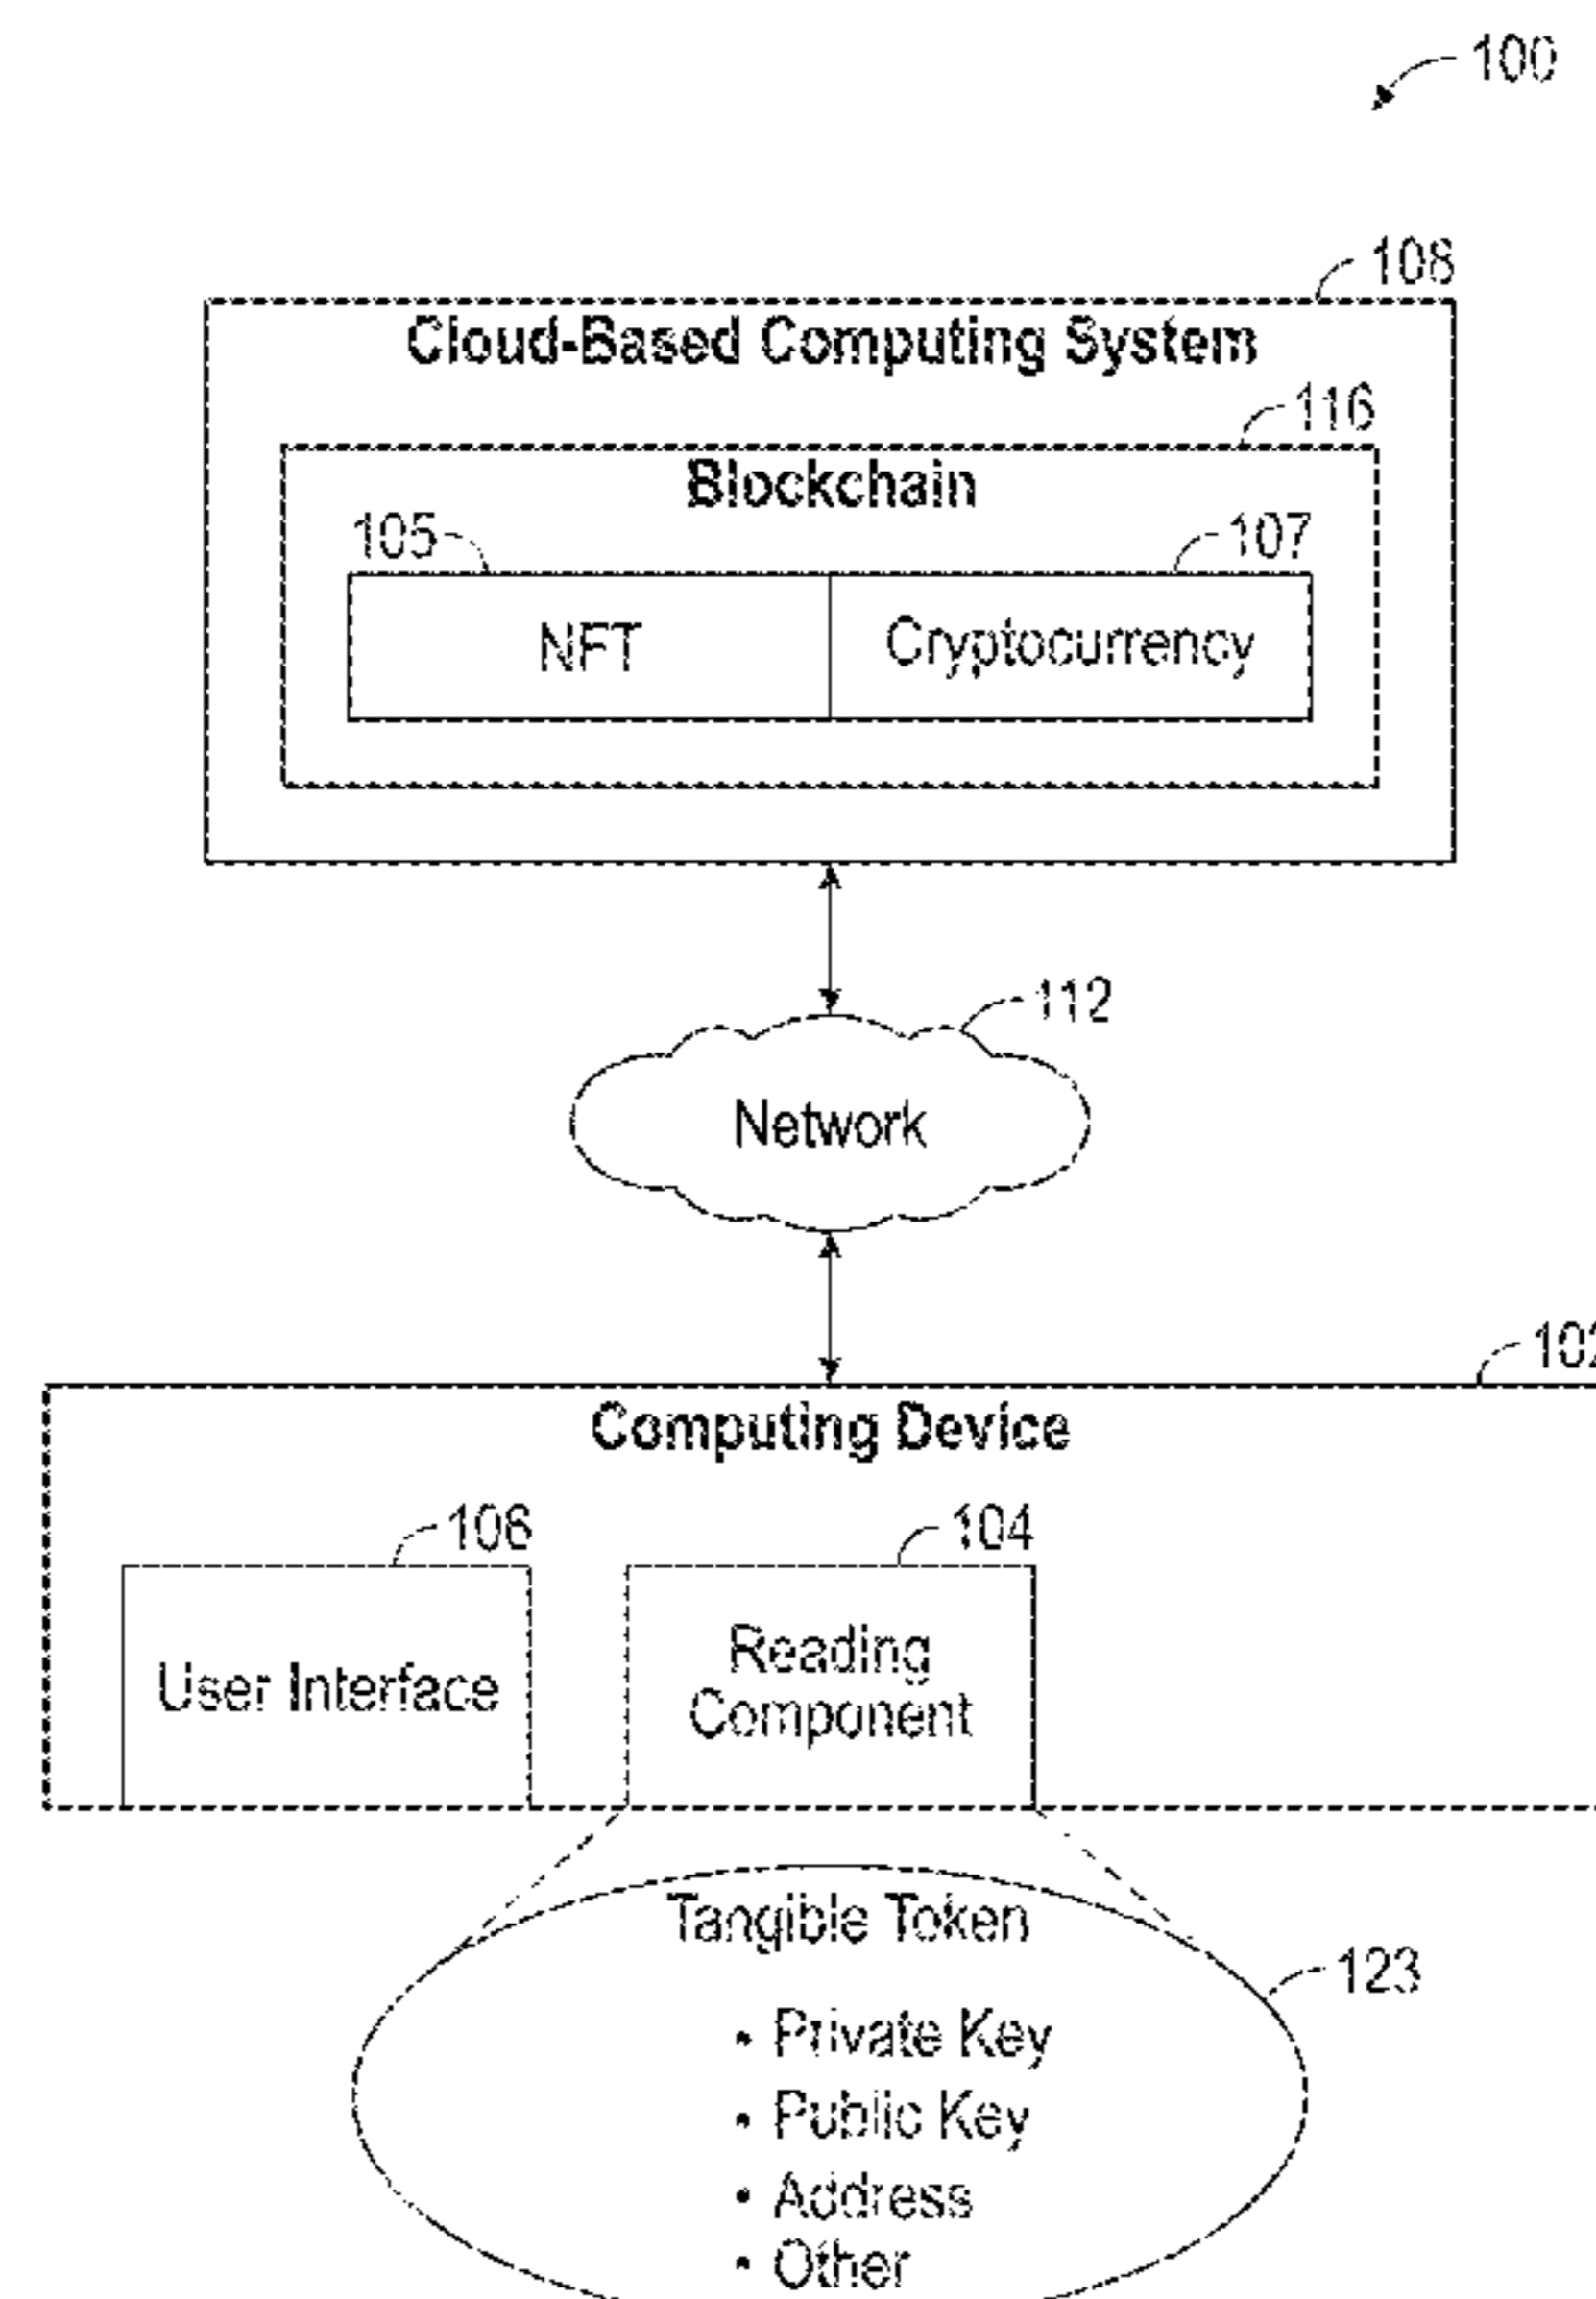 100
108
Cloud-Based Computing System
116
Blockchain
105
107
NFT
Cryptocurrency
112
Network
102
Computing Device
106
104
User Interface
Reading
Component
Tangible Token
123
• Private Key
• Public Key
• Address
• Other